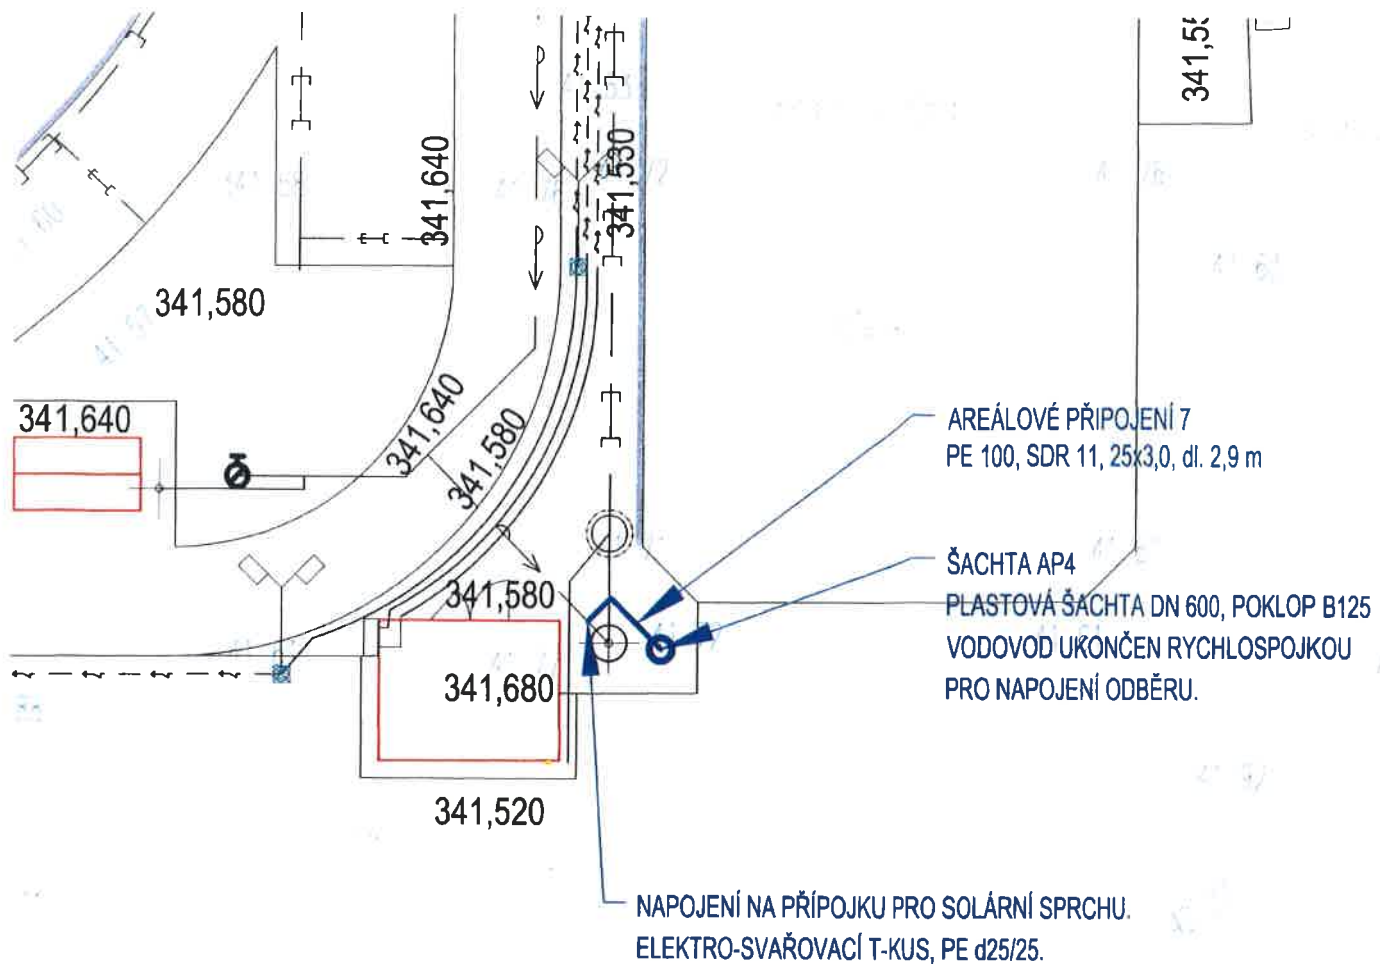 341,640
341,530
341,580
341,640
341,640
341,580
AREÁLOVÉ PŘIPOJENÍ 7
PE 100, SDR 11, 25x3,0, dl. 2,9 m
ŠACHTA AP4
PLASTOVÁ ŠACHTA DN 600, POKLOP B125
VODOVOD UKONČEN RYCHLOSPOJKOU
PRO NAPOJENÍ ODBĚRU.
341,580
341,680
341,520
NAPOJENÍ NA PŘÍPOJKU PRO SOLÁRNÍ SPRCHU.
ELEKTRO-SVAŘOVACÍ T-KUS, PE d25/25.